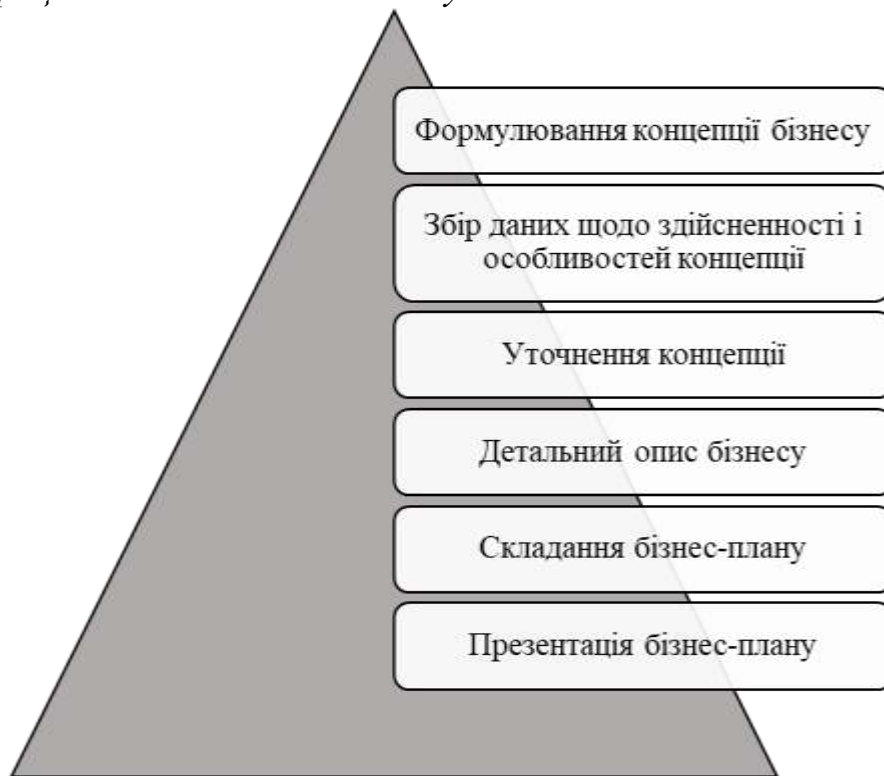 Формулювання концепції бізнесу
Збір даних щодо здійсненності і
особливостей концепції
Уточнення концепції
Детальний опис бізнесу
Складання бізнес-плану
Презентація бізнес-плану